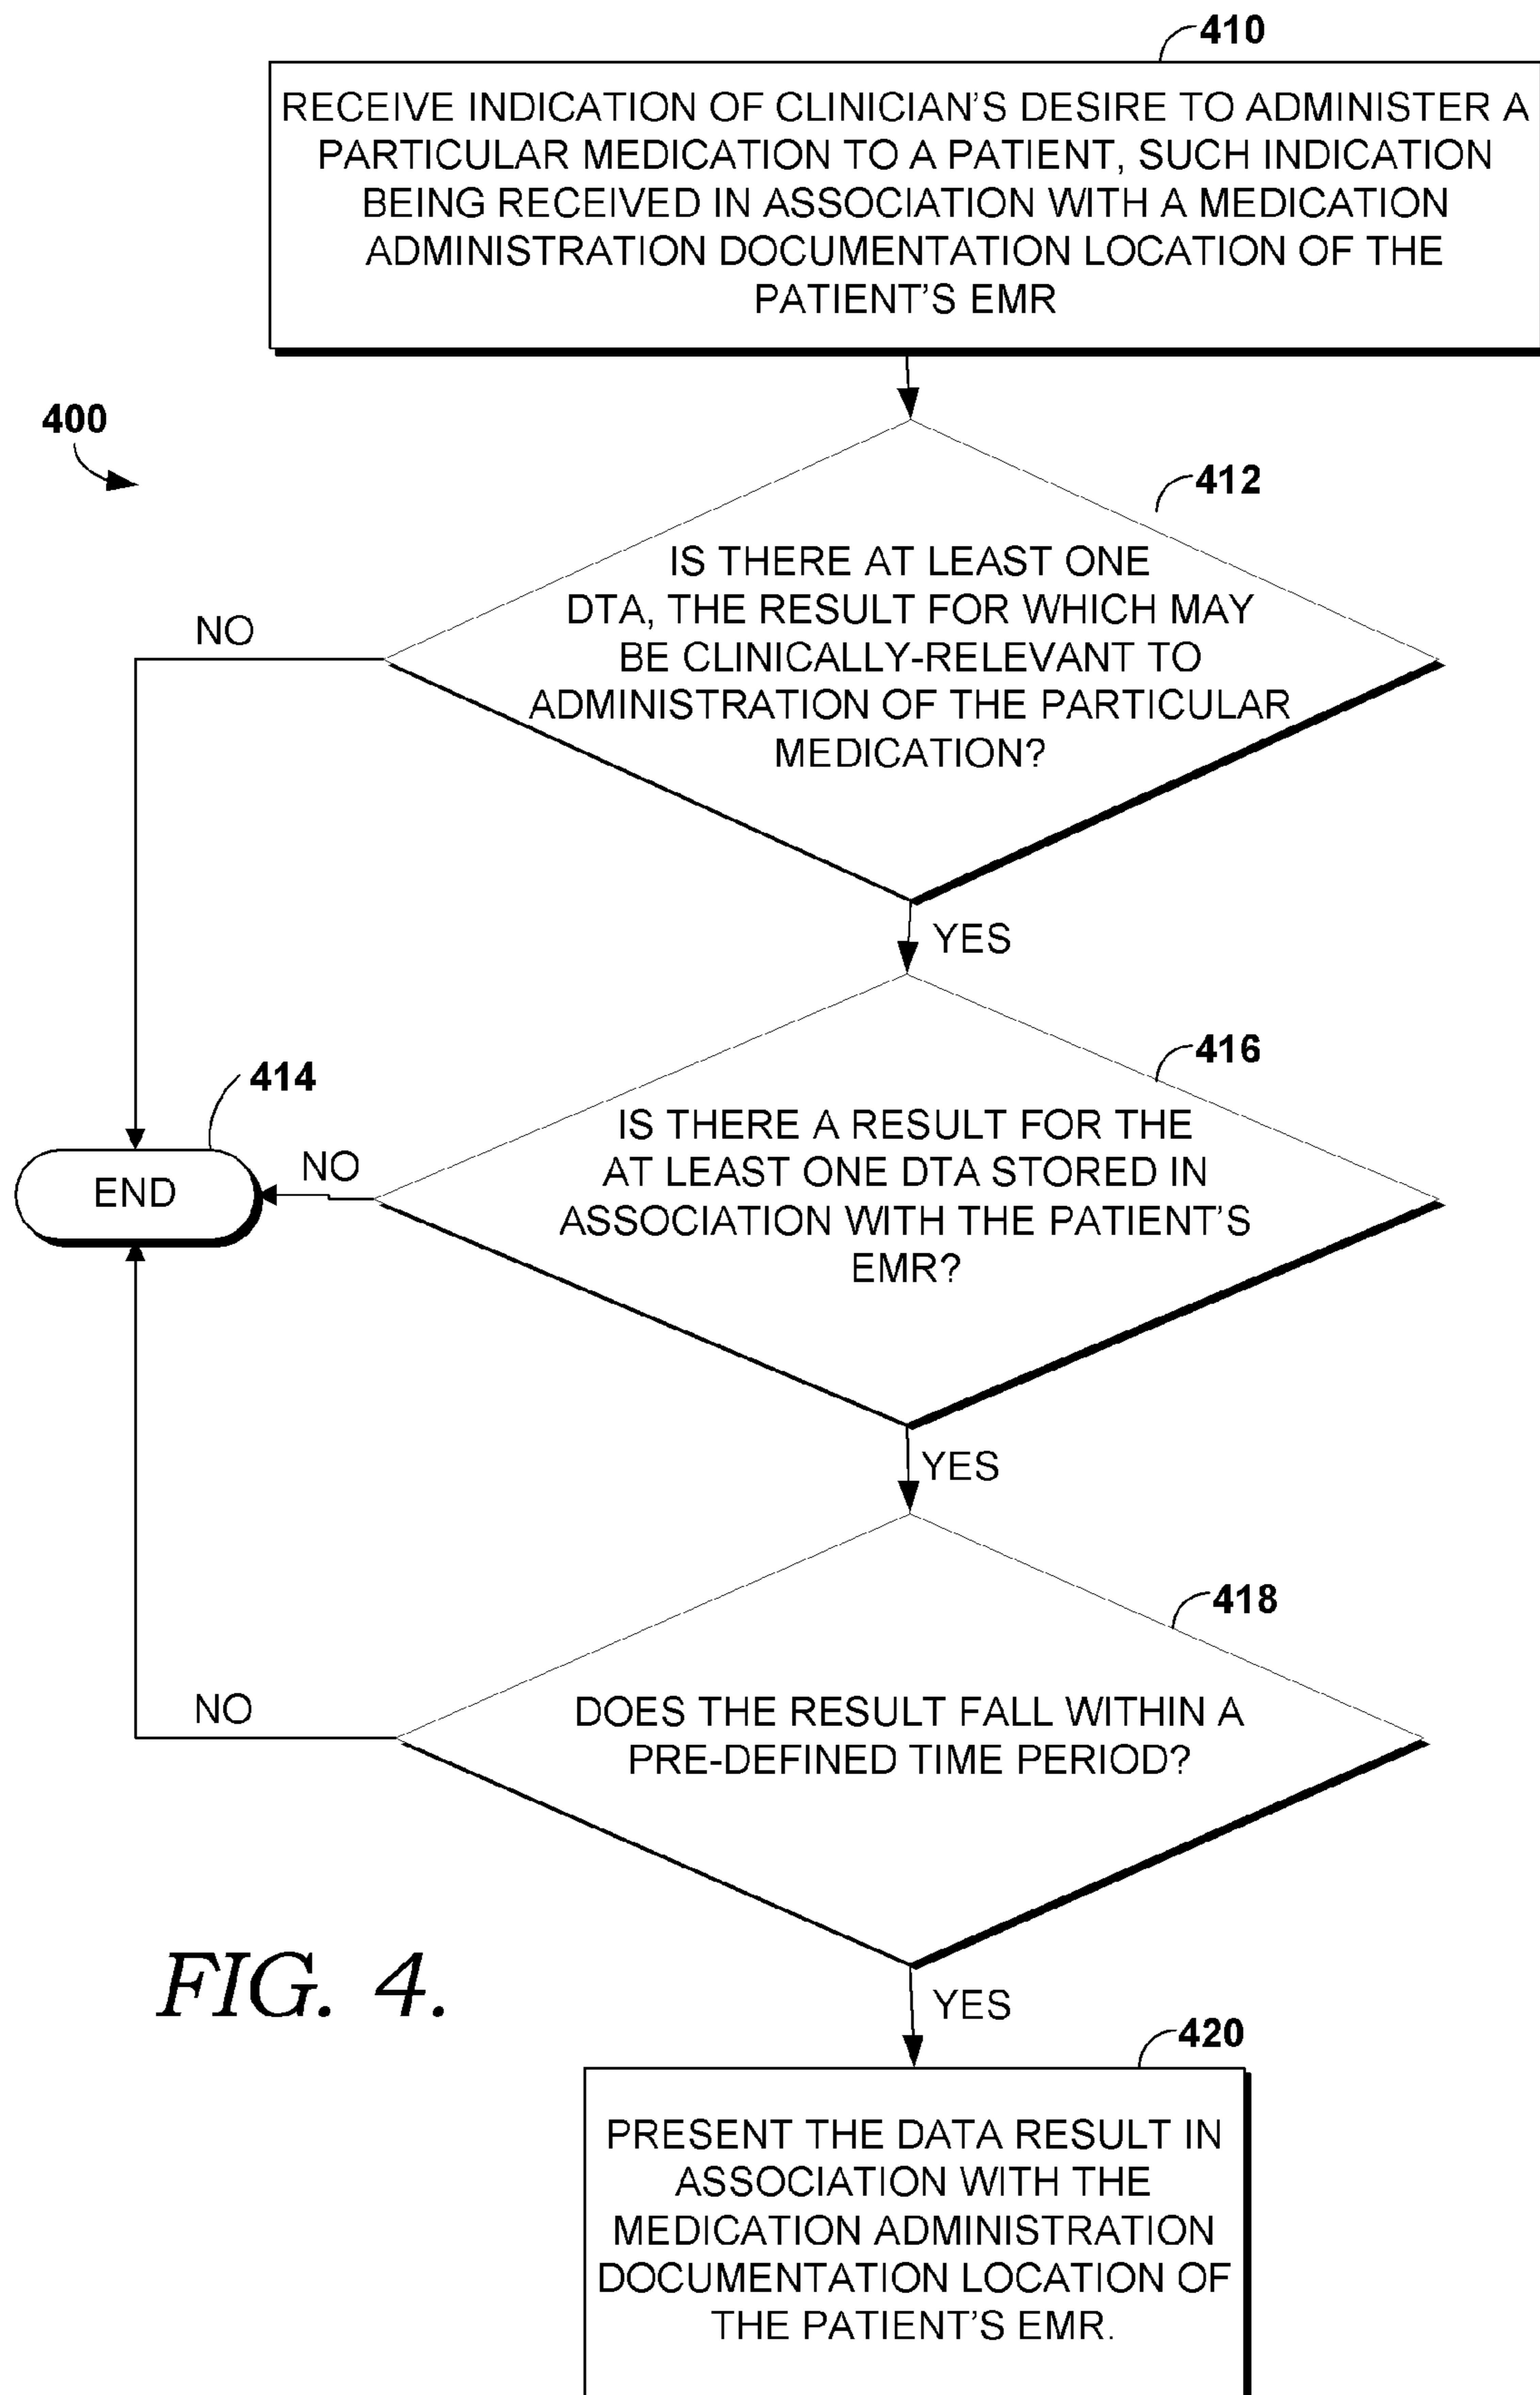 410
RECEIVE INDICATION OF CLINICIAN'S DESIRE TO ADMINISTER A
PARTICULAR MEDICATION TO A PATIENT, SUCH INDICATION
BEING RECEIVED IN ASSOCIATION WITH A MEDICATION
ADMINISTRATION DOCUMENTATION LOCATION OF THE
PATIENT'S EMR
400
412
IS THERE AT LEAST ONE
DTA, THE RESULT FOR WHICH MAY
BE CLINICALLY-RELEVANT TO
ADMINISTRATION OF THE PARTICULAR
MEDICATION?
NO
YES
416
414
IS THERE A RESULT FOR THE
AT LEAST ONE DTA STORED IN
ASSOCIATION WITH THE PATIENT'S
EMR?
NO
END
YES
418
DOES THE RESULT FALL WITHIN A
PRE-DEFINED TIME PERIOD?
NO
FIG. 4.
YES
420
PRESENT THE DATA RESULT IN
ASSOCIATION WITH THE
MEDICATION ADMINISTRATION
DOCUMENTATION LOCATION OF
THE PATIENT'S EMR.